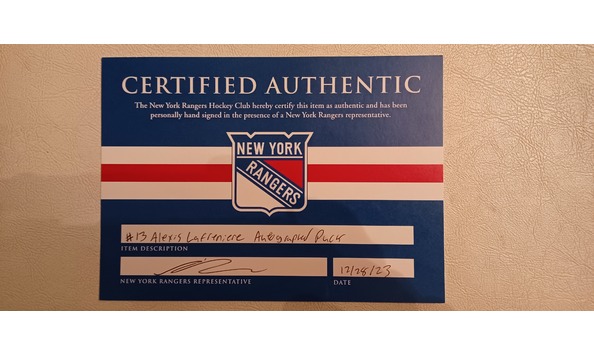 CERTIFIED AUTHENTIC
The New York Rangers Hockey Club hereby certify this item as authentic and has been
personally hand signed in the presence of a New York Rangers representative.
NEW YORK
RANGERS
#13 Alexis Lafreniere Autographed Puck
ITEM DESCRIPTION
12/28/23
NEW YORK RANGERS REPRESENTATIVE
DATE